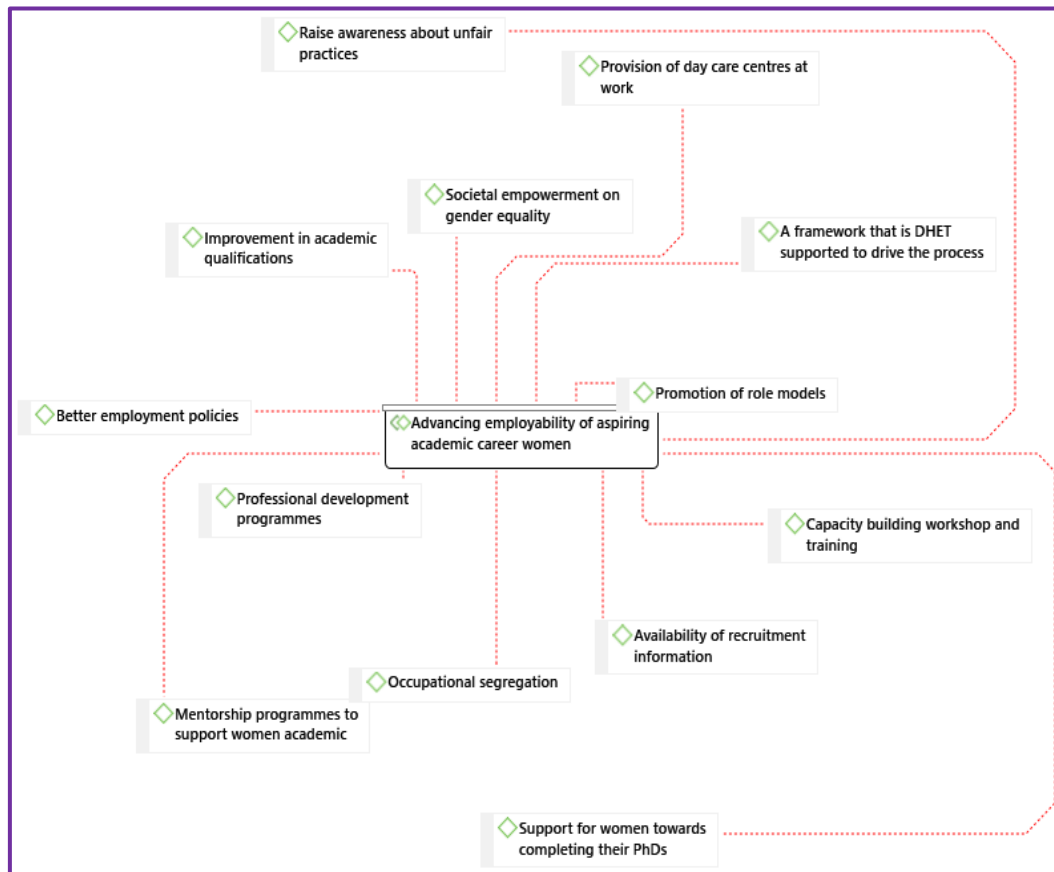 Raise awareness about unfair
practices
Provision of day care centres at
work
Societal empowerment on
gender equality
Improvement in academic
qualifications
A framework that is DHET
supported to drive the process
Promotion of role models
Better employment policies
Advancing employability of aspiring
academic career women
Professional development
programmes
Capacity building workshop and
training
Availability of recruitment
information
Occupational segregation
Mentorship programmes to
support women academic
Support for women towards
completing their PhDs